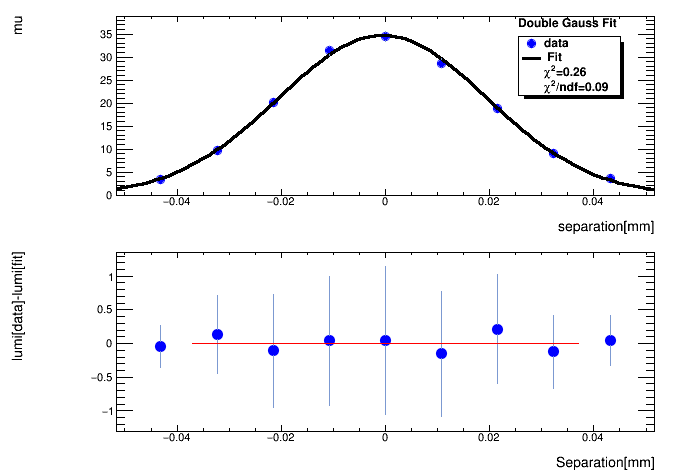 mu
Double Gauss Fit
data
Fit
χ²=0.26
χ²/ndf=0.09
35
30
25
20
15
10
5
0
−0.04 −0.02 0 0.02 0.04
separation[mm]
lumi[data]-lumi[fit]
1
0.5
0
−0.5
−1
−0.04 −0.02 0 0.02 0.04
Separation[mm]